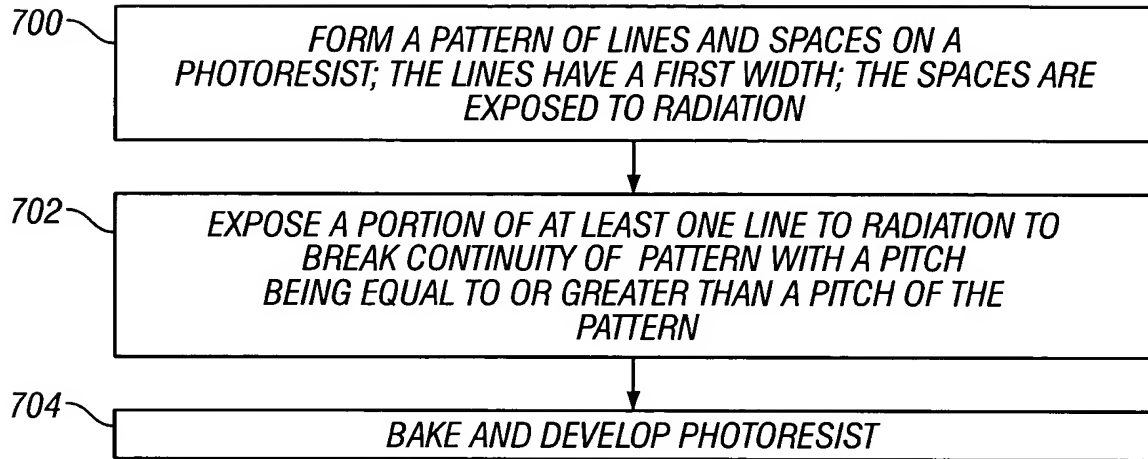 700
FORM A PATTERN OF LINES AND SPACES ON A
PHOTORESIST; THE LINES HAVE A FIRST WIDTH; THE SPACES ARE
EXPOSED TO RADIATION
702
EXPOSE A PORTION OF AT LEAST ONE LINE TO RADIATION TO
BREAK CONTINUITY OF PATTERN WITH A PITCH
BEING EQUAL TO OR GREATER THAN A PITCH OF THE
PATTERN
704
BAKE AND DEVELOP PHOTORESIST